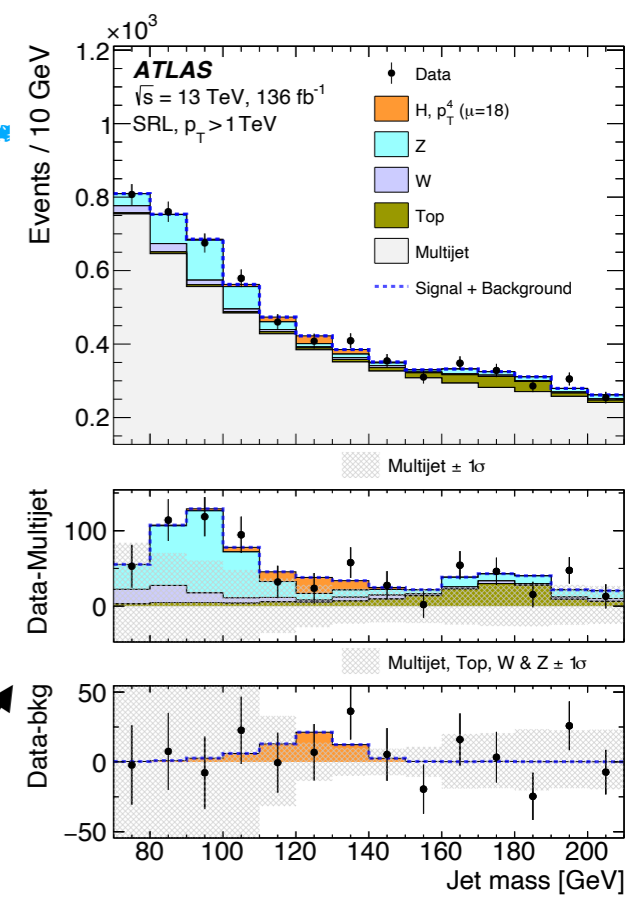 ×10³
1.2
1
0.8
0.6
0.4
0.2
Events / 10 GeV
ATLAS
√s = 13 TeV, 136 fb⁻¹
SRL, p_T > 1 TeV
Data
H, p_T^4 (μ=18)
Z
W
Top
Multijet
Signal + Background
Multijet ± 1σ
100
0
Data-Multijet
Multijet, Top, W & Z ± 1σ
50
0
−50
Data-bkg
80 100 120 140 160 180 200
Jet mass [GeV]